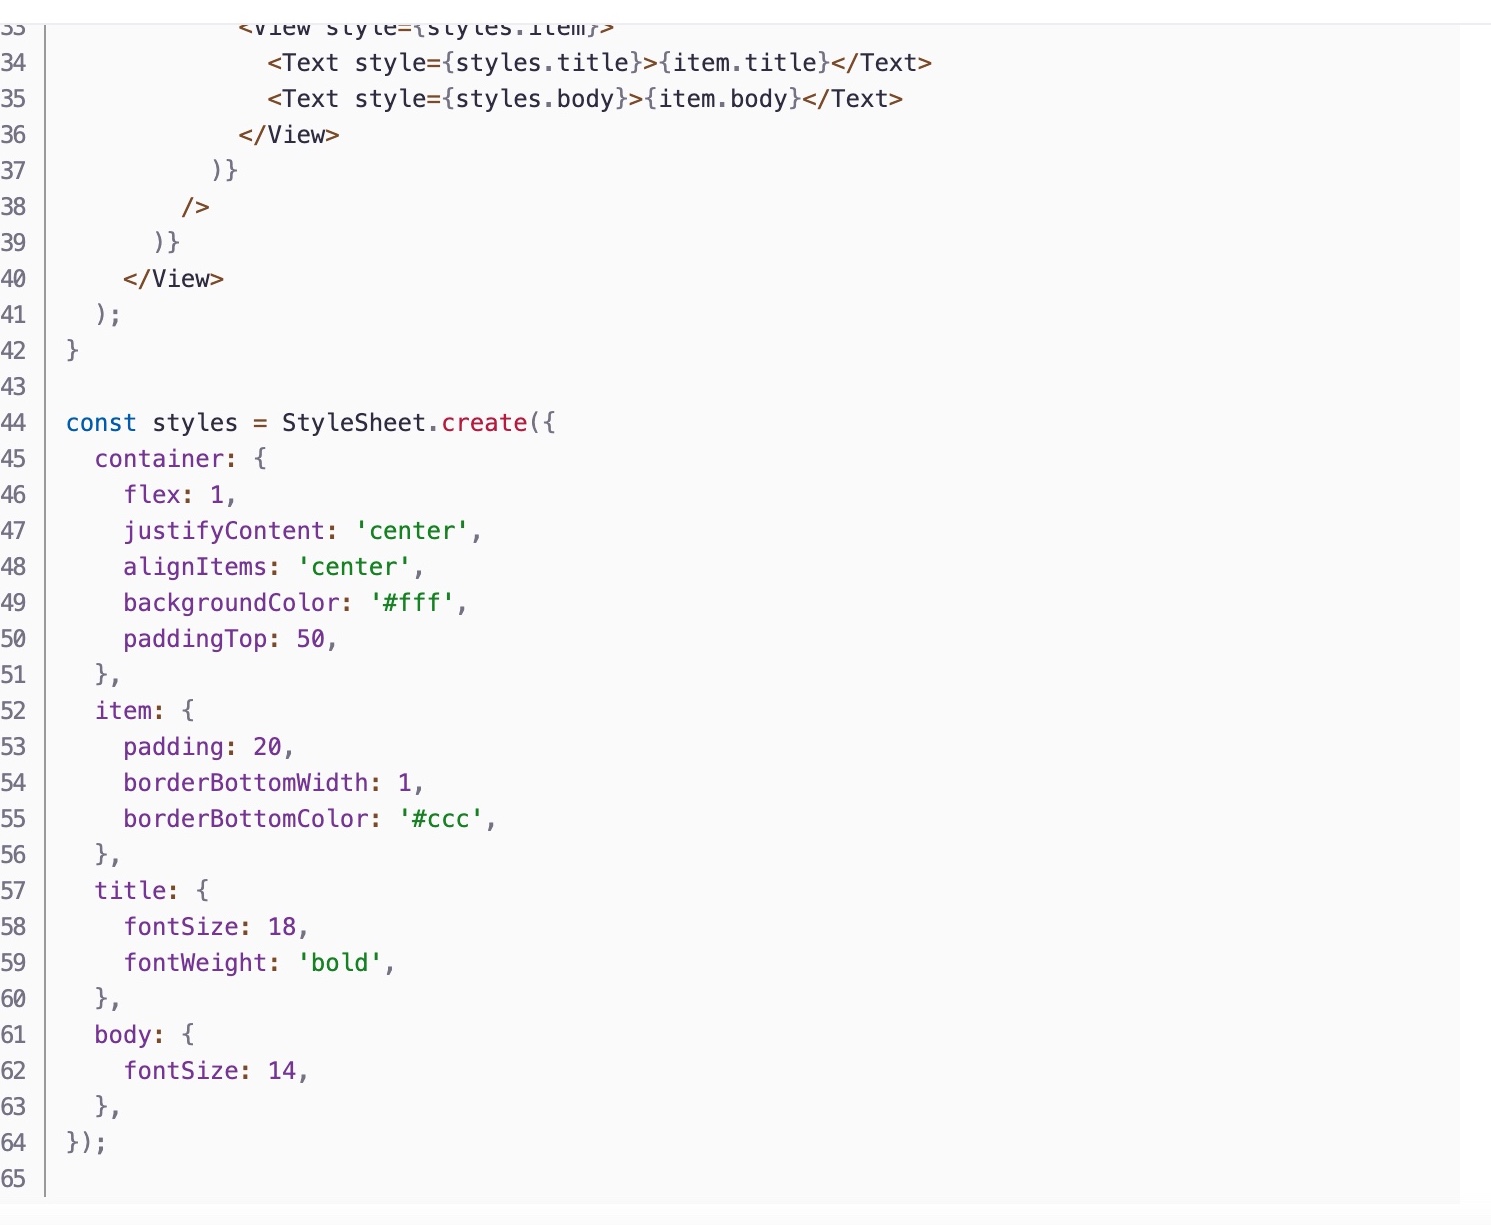 33             <View style={styles.item}>
34               <Text style={styles.title}>{item.title}</Text>
35               <Text style={styles.body}>{item.body}</Text>
36             </View>
37           )}
38         />
39       )}
40     </View>
41   );
42 }
43
44 const styles = StyleSheet.create({
45   container: {
46     flex: 1,
47     justifyContent: 'center',
48     alignItems: 'center',
49     backgroundColor: '#fff',
50     paddingTop: 50,
51   },
52   item: {
53     padding: 20,
54     borderBottomWidth: 1,
55     borderBottomColor: '#ccc',
56   },
57   title: {
58     fontSize: 18,
59     fontWeight: 'bold',
60   },
61   body: {
62     fontSize: 14,
63   },
64 });
65